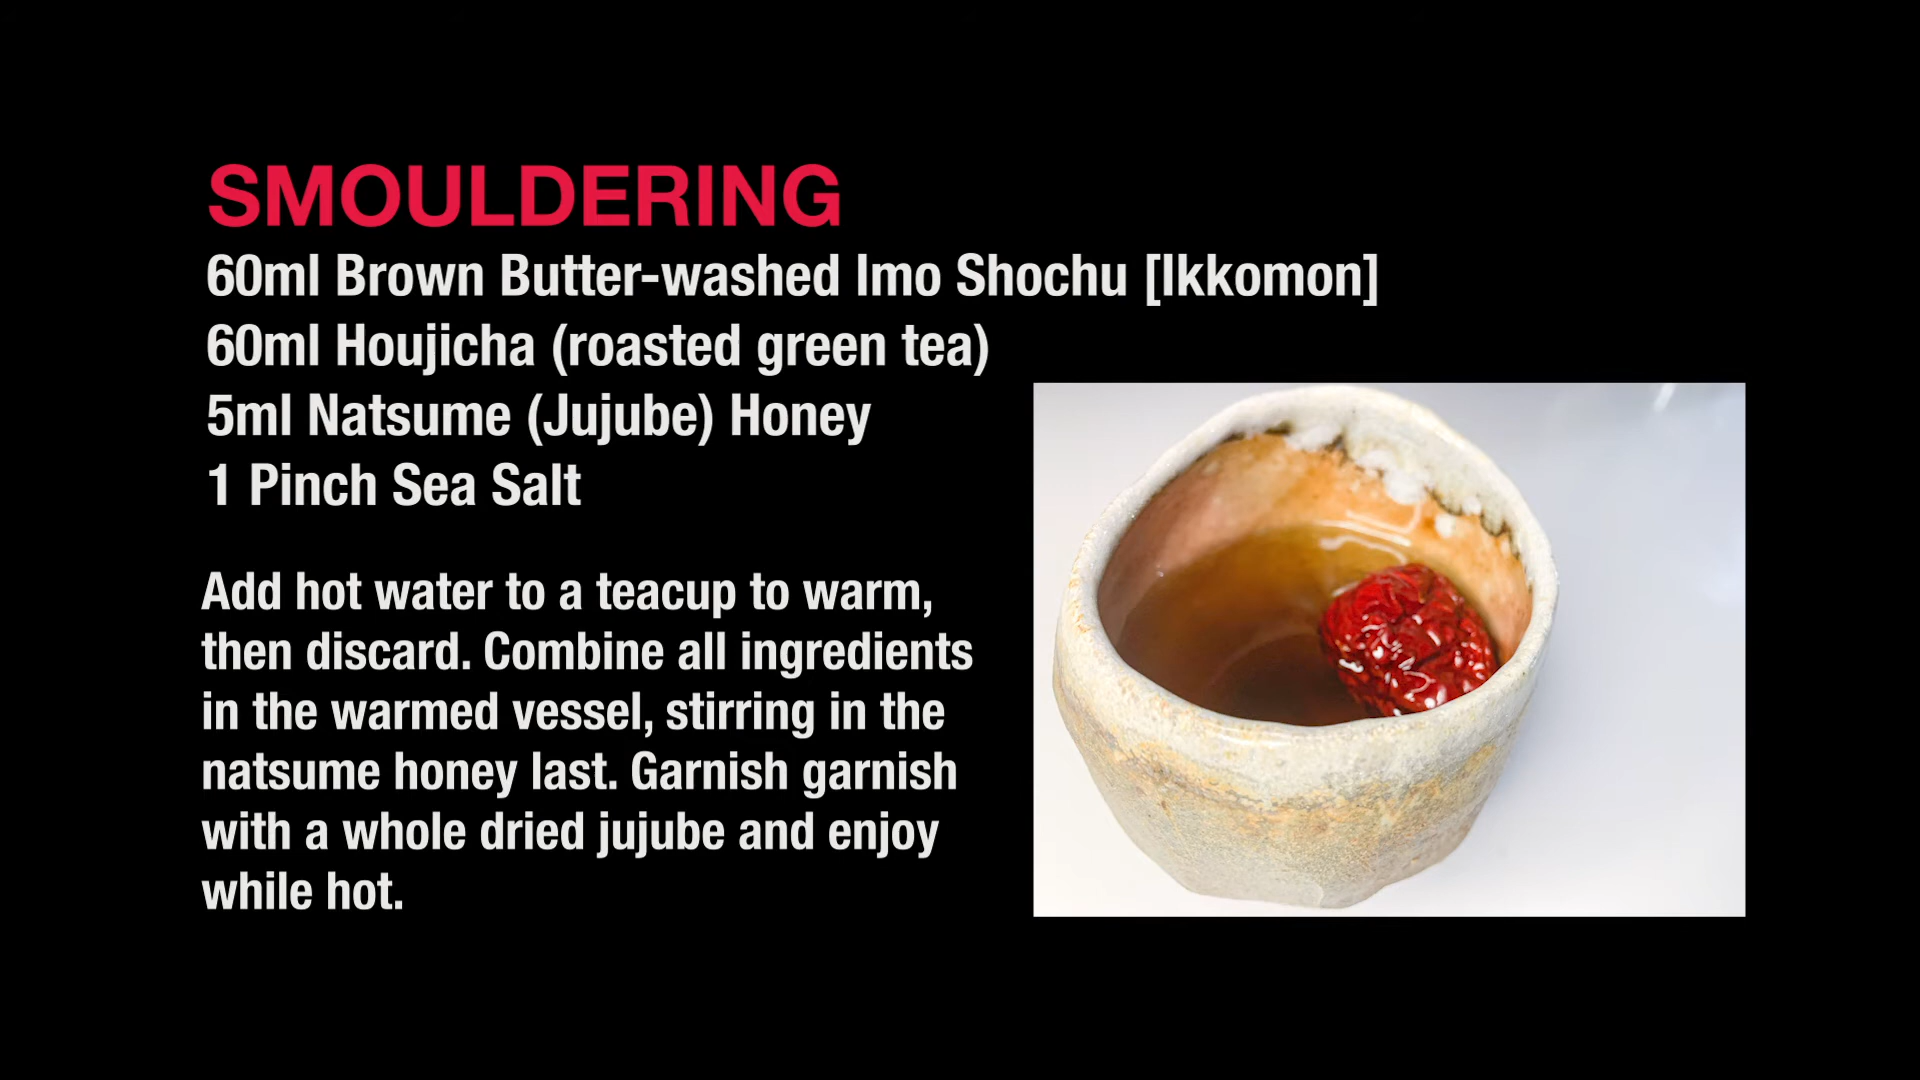 SMOULDERING
60ml Brown Butter-washed Imo Shochu [Ikkomon]
60ml Houjicha (roasted green tea)
5ml Natsume (Jujube) Honey
1 Pinch Sea Salt
Add hot water to a teacup to warm,
then discard. Combine all ingredients
in the warmed vessel, stirring in the
natsume honey last. Garnish garnish
with a whole dried jujube and enjoy
while hot.